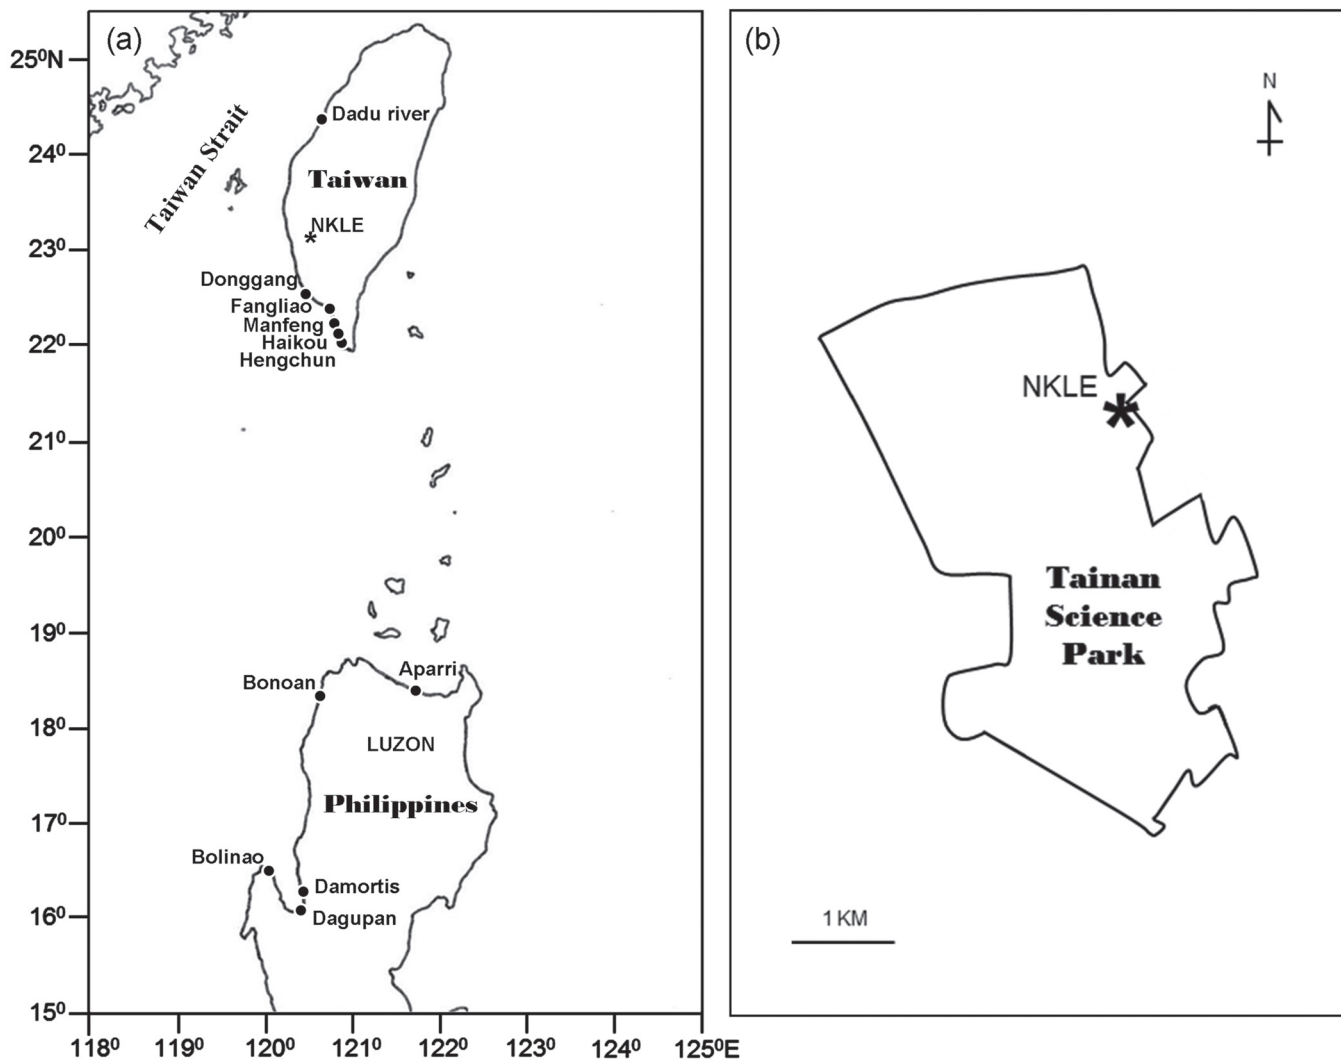 (a)
25⁰N
24⁰
23⁰
22⁰
21⁰
20⁰
19⁰
18⁰
17⁰
16⁰
15⁰
118⁰
119⁰
120⁰
121⁰
122⁰
123⁰
124⁰
125⁰E
Taiwan Strait
Dadu river
Taiwan
NKLE
*
Donggang
Fangliao
Manfeng
Haikou
Hengchun
Bonoan
Aparri
LUZON
Philippines
Bolinao
Damortis
Dagupan
(b)
N
NKLE
*
Tainan
Science
Park
1 KM